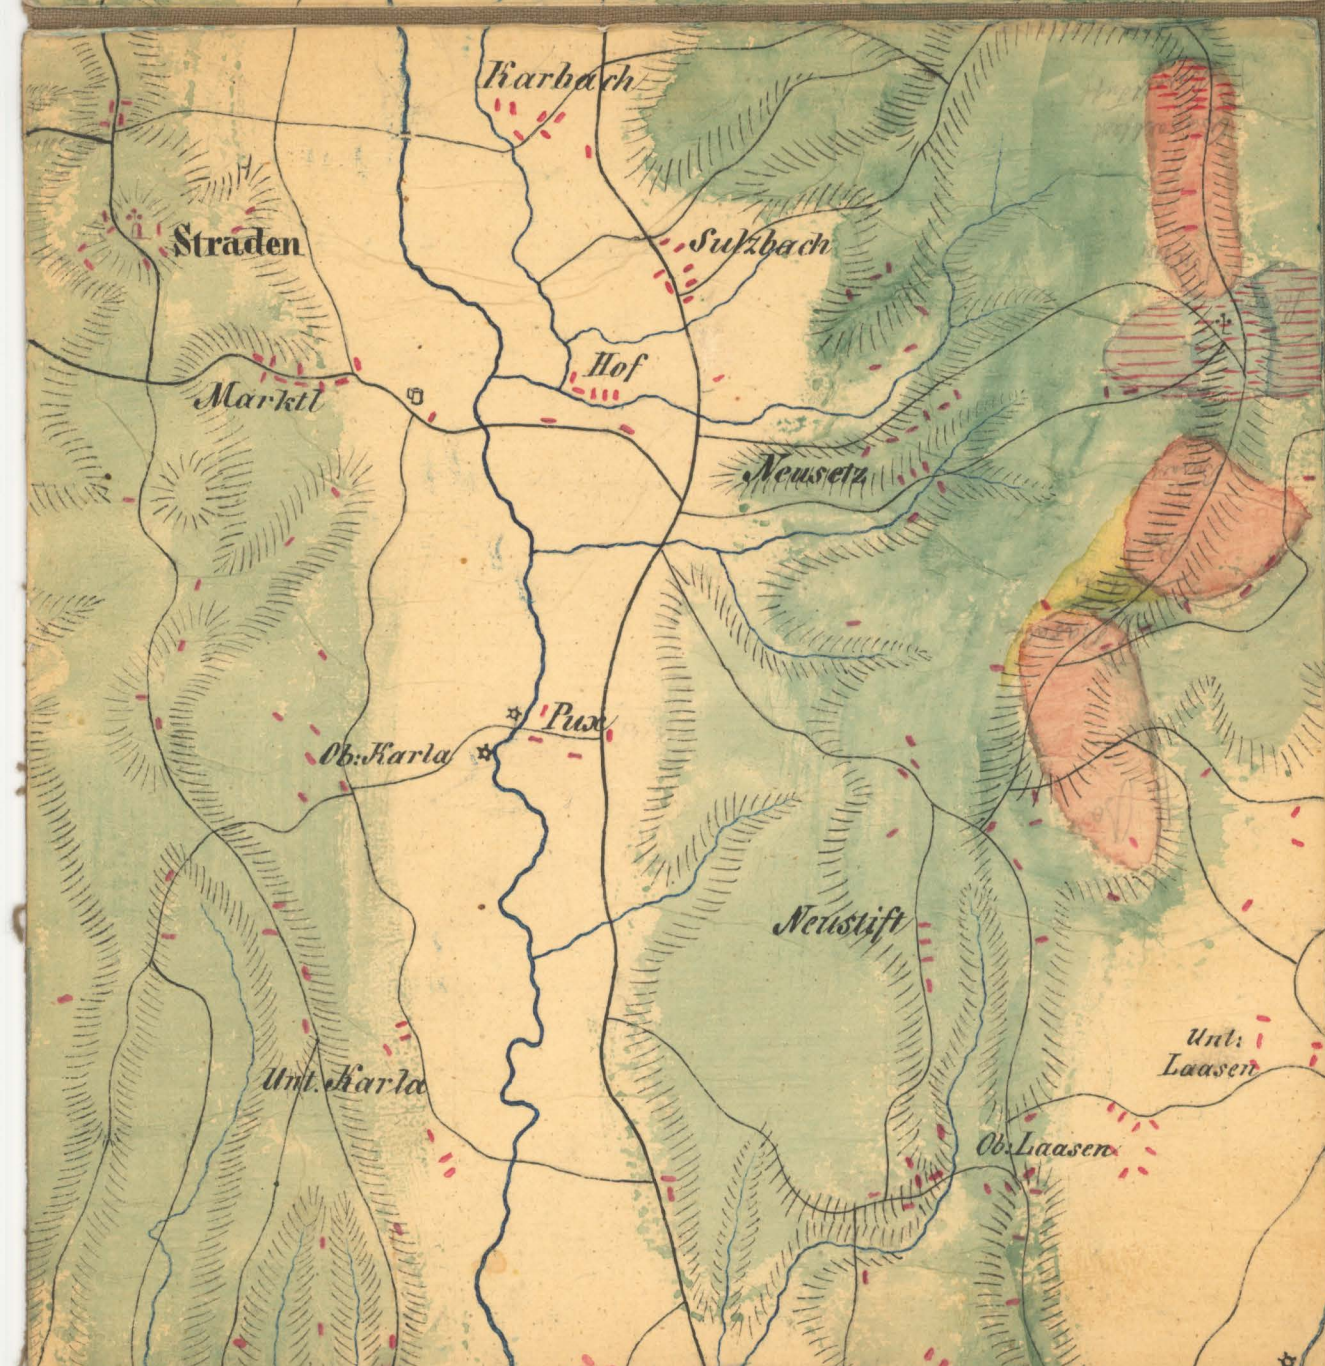 Karbach
Straden
Sulzbach
Hof
Marktl
Neusetz
Pux
Ob: Karla
Neustift
Unt:
Laasen
Unt. Karla
Ob: Laasen